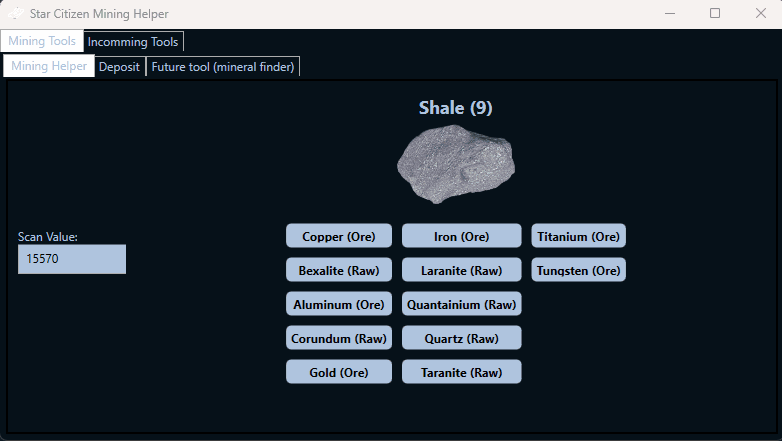 Star Citizen Mining Helper
Mining Tools Incomming Tools
Mining Helper Deposit Future tool (mineral finder)
Shale (9)
Scan Value:
15570
Copper (Ore) Iron (Ore) Titanium (Ore)
Bexalite (Raw) Laranite (Raw) Tungsten (Ore)
Aluminum (Ore) Quantainium (Raw)
Corundum (Raw) Quartz (Raw)
Gold (Ore) Taranite (Raw)